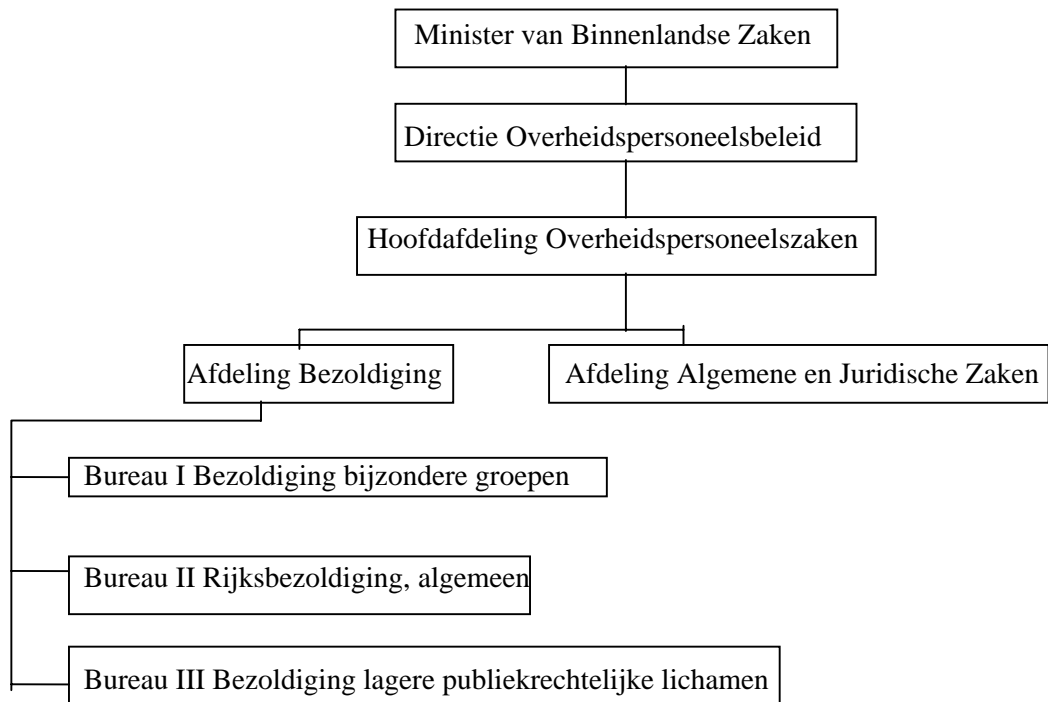 Minister van Binnenlandse Zaken
Directie Overheidspersoneelsbeleid
Hoofdafdeling Overheidspersoneelszaken
Afdeling Bezoldiging
Afdeling Algemene en Juridische Zaken
Bureau I Bezoldiging bijzondere groepen
Bureau II Rijksbezoldiging, algemeen
Bureau III Bezoldiging lagere publiekrechtelijke lichamen